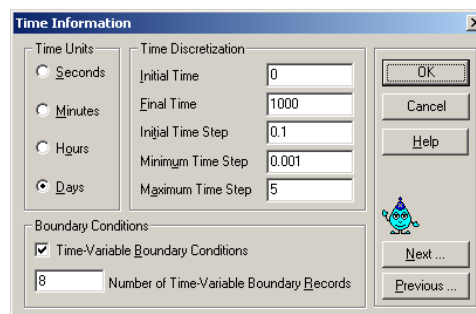 Time Information
Time Units
Seconds
Minutes
Hours
Days
Time Discretization
Initial Time 0
Final Time 1000
Initial Time Step 0.1
Minimum Time Step 0.001
Maximum Time Step 5
Boundary Conditions
Time-Variable Boundary Conditions
8 Number of Time-Variable Boundary Records
OK
Cancel
Help
Next ...
Previous ...